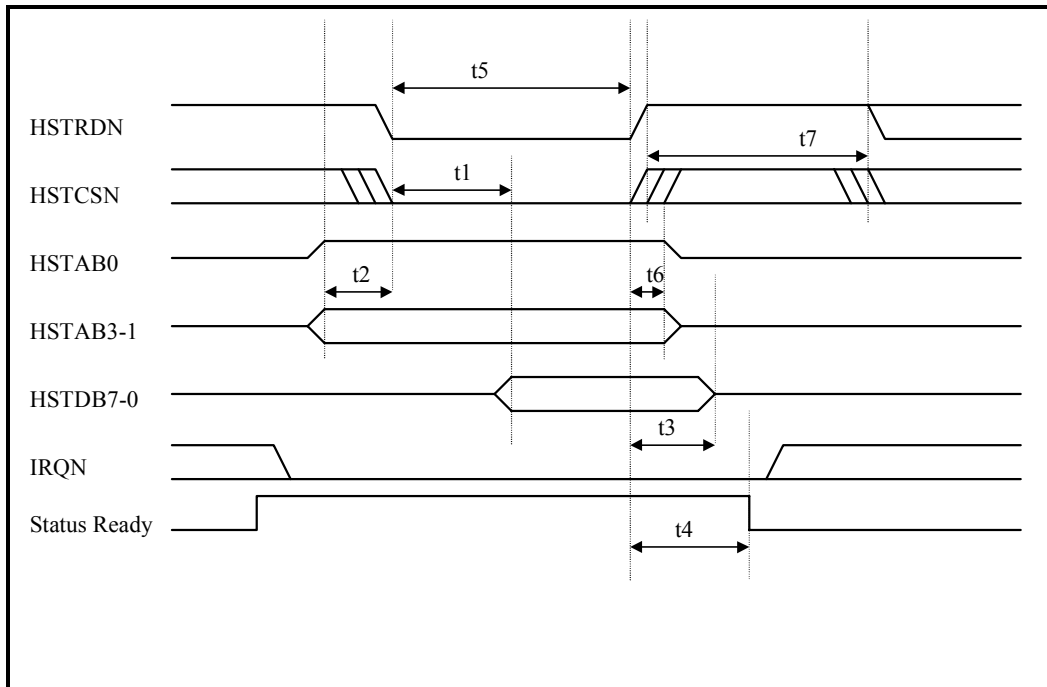 t5
HSTRDN
t7
t1
HSTCSN
HSTAB0
t2
t6
HSTAB3-1
HSTDB7-0
t3
IRQN
Status Ready
t4